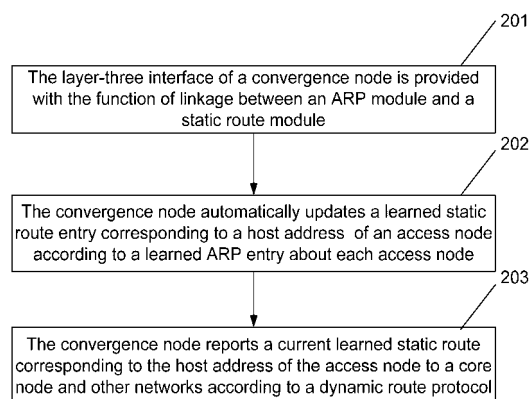 201
The layer-three interface of a convergence node is provided
with the function of linkage between an ARP module and a
static route module
202
The convergence node automatically updates a learned static
route entry corresponding to a host address of an access node
according to a learned ARP entry about each access node
203
The convergence node reports a current learned static route
corresponding to the host address of the access node to a core
node and other networks according to a dynamic route protocol